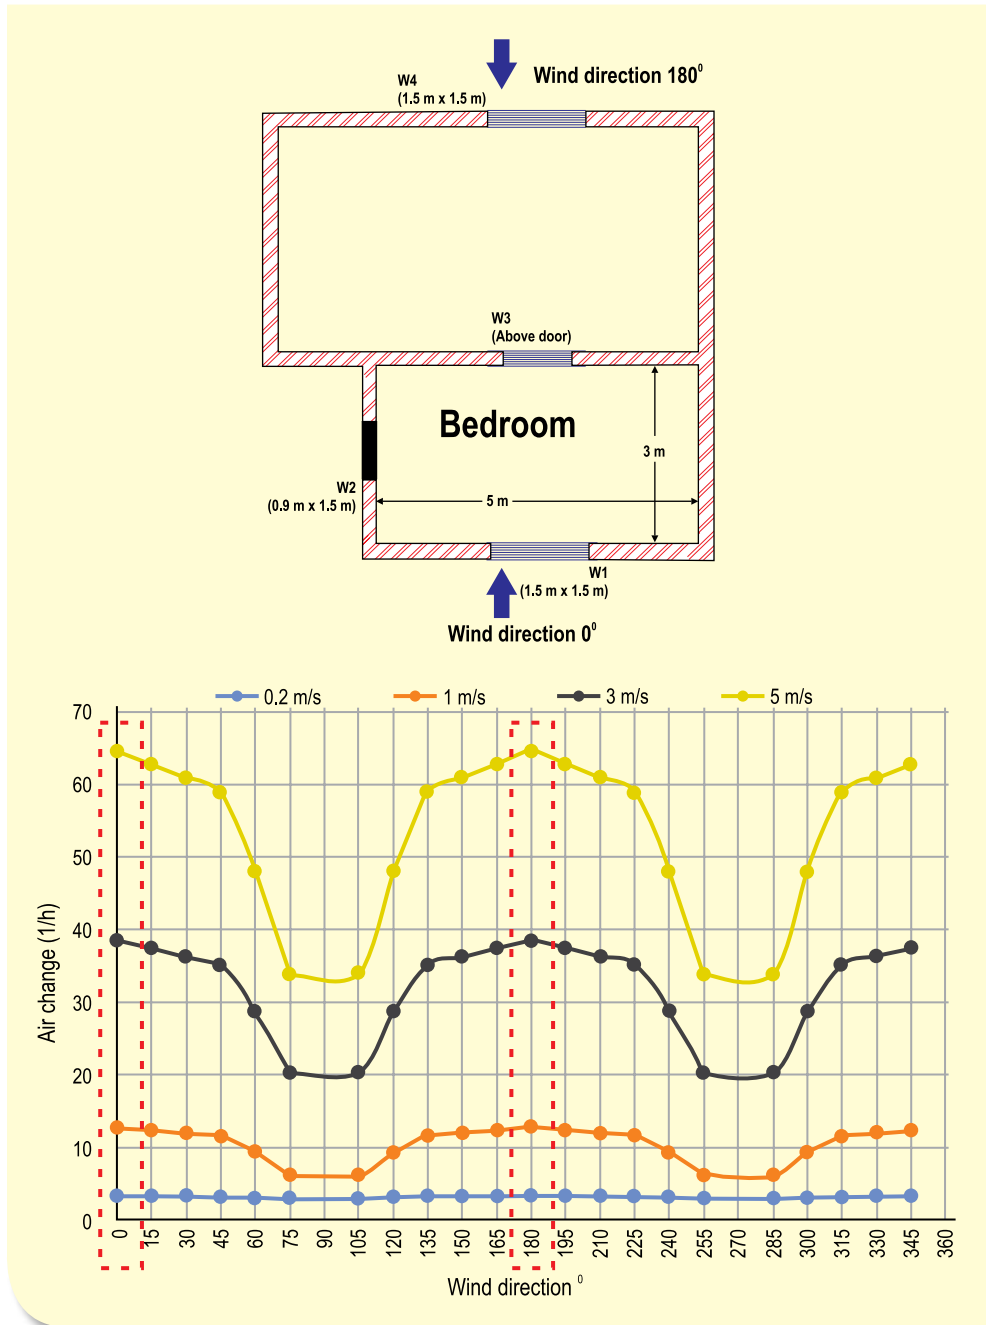 Wind direction 180⁰
W4
(1.5 m x 1.5 m)
W3
(Above door)
Bedroom
3 m
W2
(0.9 m x 1.5 m)
5 m
W1
(1.5 m x 1.5 m)
Wind direction 0⁰
0.2 m/s 1 m/s 3 m/s 5 m/s
70
60
50
40
30
20
10
0
Air change (1/h)
0 15 30 45 60 75 90 105 120 135 150 165 180 195 210 225 240 255 270 285 300 315 330 345 360
Wind direction ⁰